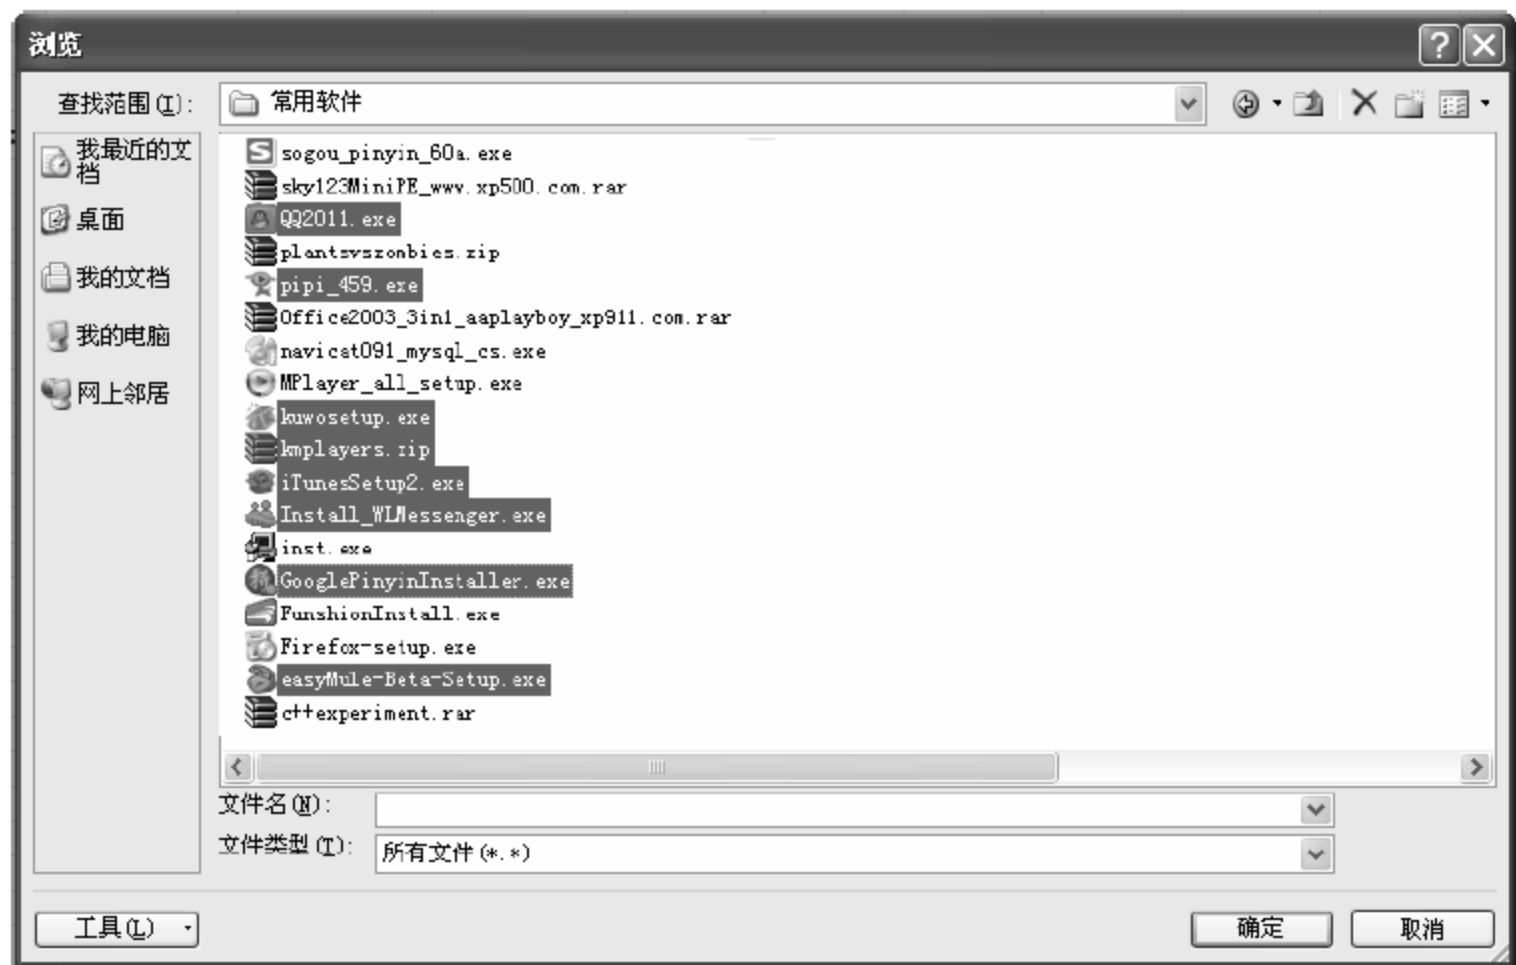 浏览
查找范围(I):
常用软件
我最近的文
档
桌面
我的文档
我的电脑
网上邻居
sogou_pinyin_60a.exe
sky123MiniPE_www.xp500.com.rar
QQ2011.exe
plantsvszombies.zip
pipi_459.exe
Office2003_3in1_aaplayboy_xp911.com.rar
navicat091_mysql_cs.exe
MPlayer_all_setup.exe
kuwosetup.exe
kmplayers.zip
iTunesSetup2.exe
Install_WLMessenger.exe
inst.exe
GooglePinyinInstaller.exe
FunshionInstall.exe
Firefox-setup.exe
easyMule-Beta-Setup.exe
c++experiment.rar
文件名(N):
文件类型(T):
所有文件(*.*)
工具(L)
确定
取消